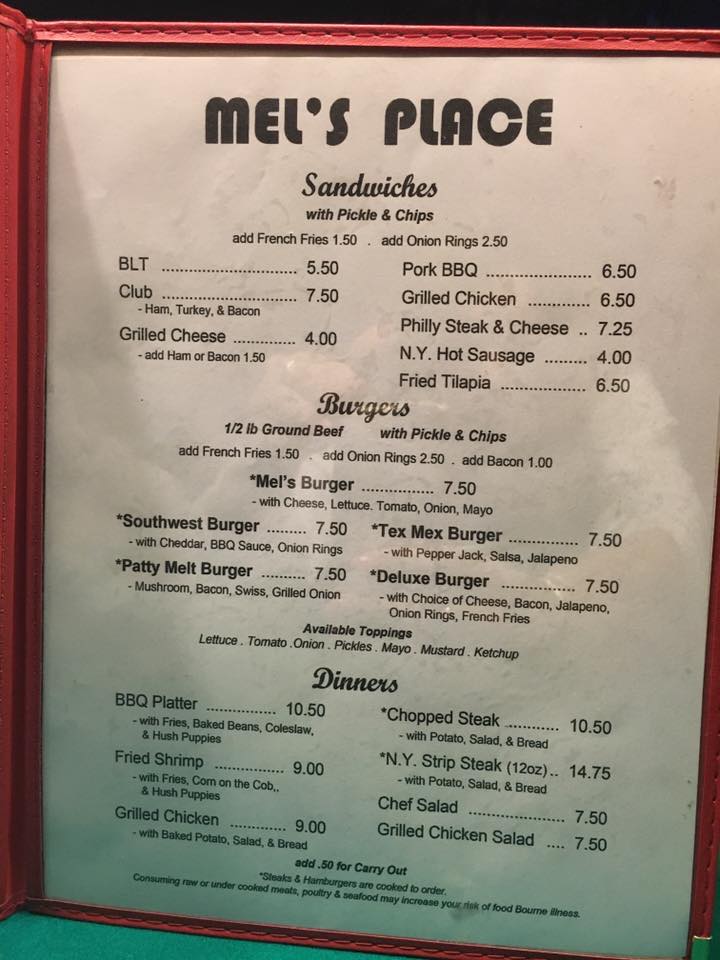 MEL'S PLACE
Sandwiches
with Pickle & Chips
add French Fries 1.50 . add Onion Rings 2.50
BLT ............................ 5.50
Club ............................ 7.50
- Ham, Turkey, & Bacon
Grilled Cheese ............. 4.00
- add Ham or Bacon 1.50
Pork BBQ ...................... 6.50
Grilled Chicken ............. 6.50
Philly Steak & Cheese .. 7.25
N.Y. Hot Sausage ......... 4.00
Fried Tilapia .................. 6.50
Burgers
1/2 lb Ground Beef with Pickle & Chips
add French Fries 1.50 . add Onion Rings 2.50 . add Bacon 1.00
*Mel's Burger ............... 7.50
- with Cheese, Lettuce. Tomato, Onion, Mayo
*Southwest Burger ......... 7.50
- with Cheddar, BBQ Sauce, Onion Rings
*Patty Melt Burger .......... 7.50
- Mushroom, Bacon, Swiss, Grilled Onion
*Tex Mex Burger ............... 7.50
- with Pepper Jack, Salsa, Jalapeno
*Deluxe Burger ................ 7.50
- with Choice of Cheese, Bacon, Jalapeno,
Onion Rings, French Fries
Available Toppings
Lettuce . Tomato .Onion . Pickles . Mayo . Mustard . Ketchup
Dinners
BBQ Platter ............... 10.50
- with Fries, Baked Beans, Coleslaw,
& Hush Puppies
Fried Shrimp ............... 9.00
- with Fries, Corn on the Cob,,
& Hush Puppies
Grilled Chicken ............ 9.00
- with Baked Potato, Salad, & Bread
*Chopped Steak ........... 10.50
- with Potato, Salad, & Bread
*N.Y. Strip Steak (12oz).. 14.75
- with Potato, Salad, & Bread
Chef Salad ..................... 7.50
Grilled Chicken Salad .... 7.50
add .50 for Carry Out
*Steaks & Hamburgers are cooked to order.
Consuming raw or under cooked meats, poultry & seafood may increase your risk of food Bourne illness.